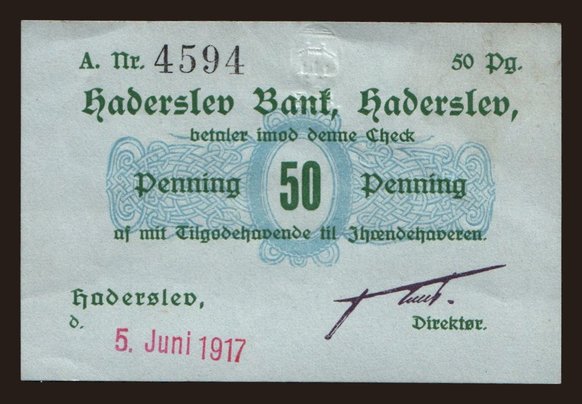 A. Nr. 4594 50 Pg.
Haderslev Bank, Haderslev,
betaler imod denne Check
Penning 50 Penning
af mit Tilgodehavende til Ihændehaveren.
Haderslev,
d. 5. Juni 1917
Direktør.